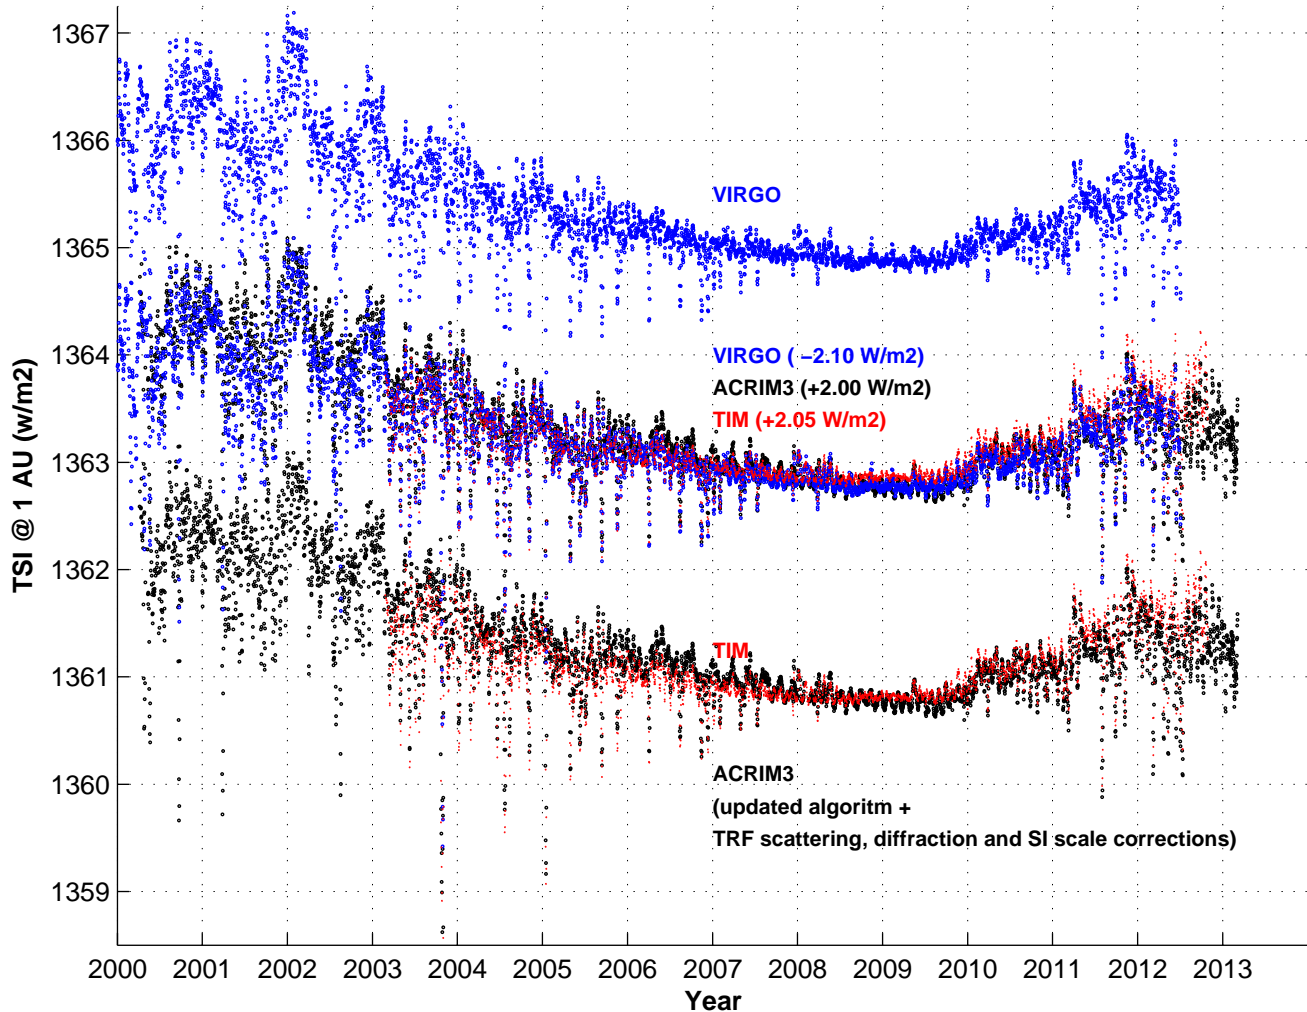 1367
1366
1365
1364
1363
1362
1361
1360
1359
TSI @ 1 AU (w/m2)
VIRGO
VIRGO ( −2.10 W/m2)
ACRIM3 (+2.00 W/m2)
TIM (+2.05 W/m2)
TIM
ACRIM3
(updated algoritm +
TRF scattering, diffraction and SI scale corrections)
2000 2001 2002 2003 2004 2005 2006 2007 2008 2009 2010 2011 2012 2013
Year